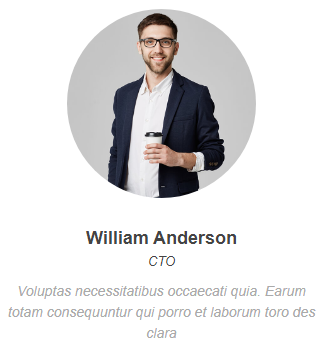 William Anderson
CTO
Voluptas necessitatibus occaecati quia. Earum
totam consequuntur qui porro et laborum toro des
clara